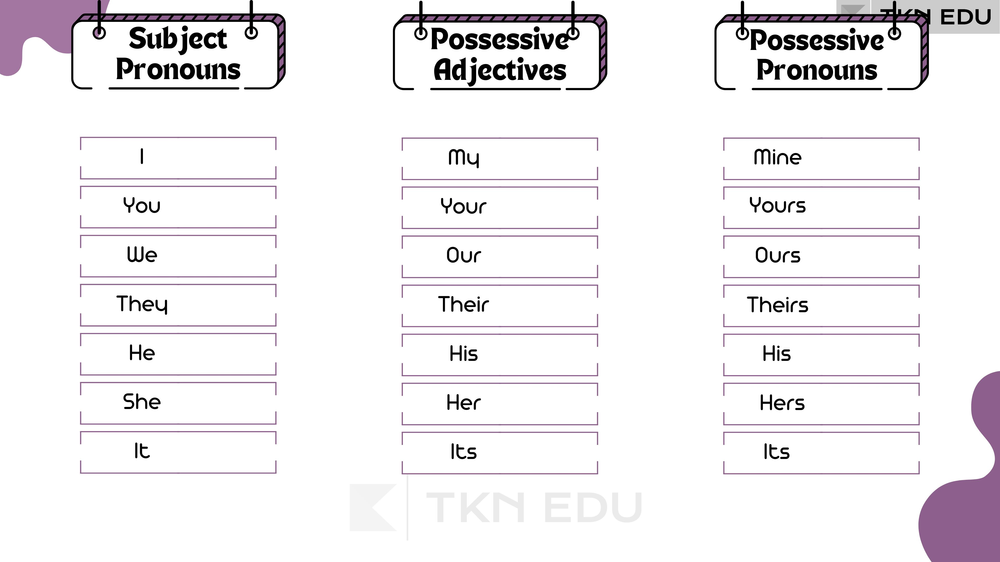 Subject
Pronouns
Possessive
Adjectives
Possessive
Pronouns
TKN EDU
I
My
Mine
You
Your
Yours
We
Our
Ours
They
Their
Theirs
He
His
His
She
Her
Hers
It
Its
Its
TKN EDU